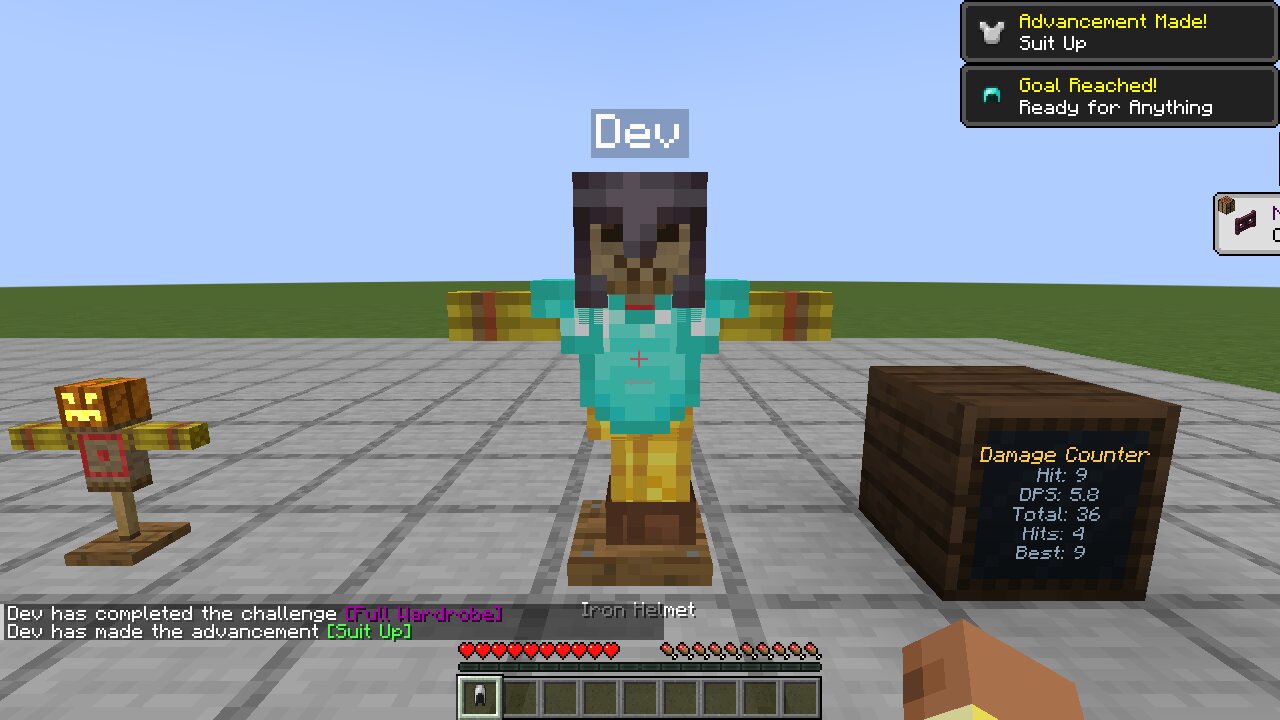 Advancement Made!
Suit Up
Goal Reached!
Ready for Anything
Dev
Damage Counter
Hit: 9
DPS: 5.8
Total: 36
Hits: 4
Best: 9
Dev has completed the challenge [Full Wardrobe]
Dev has made the advancement [Suit Up]
Iron Helmet